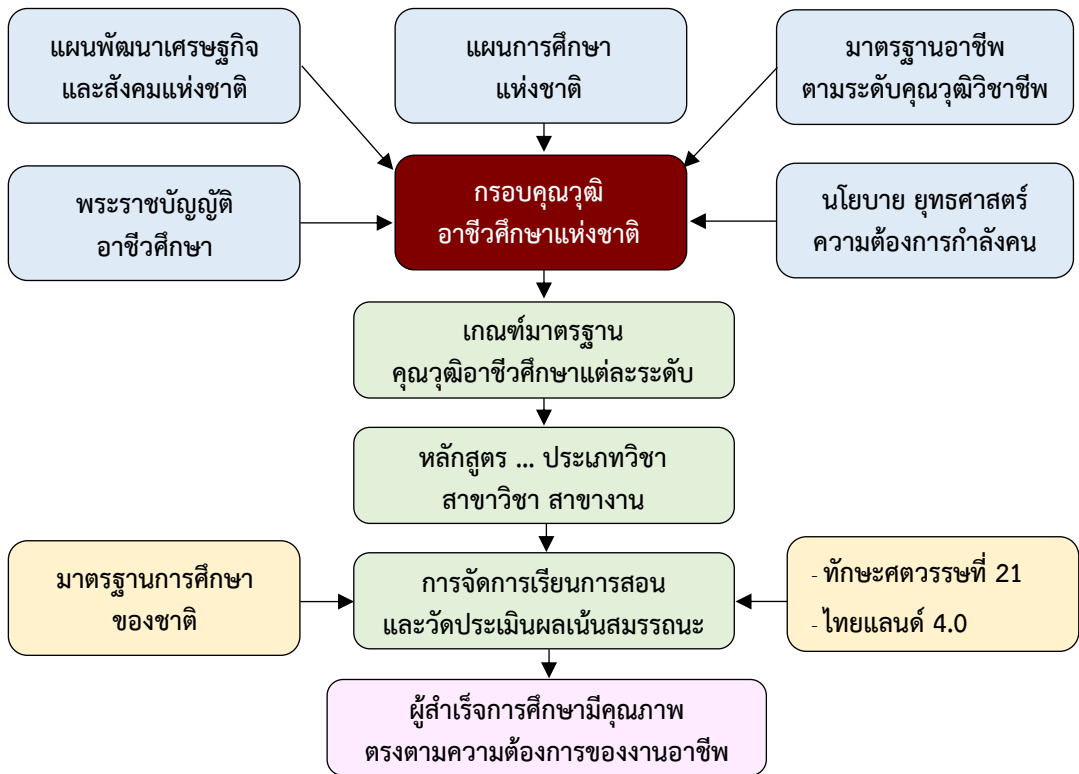 แผนพัฒนาเศรษฐกิจ
และสังคมแห่งชาติ
แผนการศึกษา
แห่งชาติ
มาตรฐานอาชีพ
ตามระดับคุณวุฒิวิชาชีพ
พระราชบัญญัติ
อาชีวศึกษา
กรอบคุณวุฒิ
อาชีวศึกษาแห่งชาติ
นโยบาย ยุทธศาสตร์
ความต้องการกำลังคน
เกณฑ์มาตรฐาน
คุณวุฒิอาชีวศึกษาแต่ละระดับ
หลักสูตร ... ประเภทวิชา
สาขาวิชา สาขางาน
มาตรฐานการศึกษา
ของชาติ
การจัดการเรียนการสอน
และวัดประเมินผลเน้นสมรรถนะ
- ทักษะศตวรรษที่ 21
- ไทยแลนด์ 4.0
ผู้สำเร็จการศึกษามีคุณภาพ
ตรงตามความต้องการของงานอาชีพ